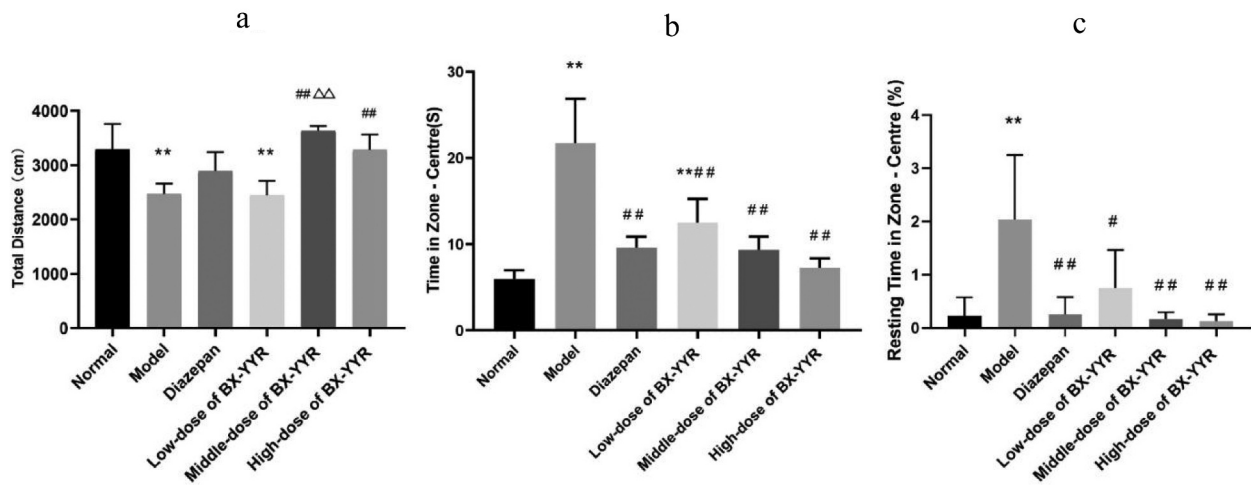 a
b
c
Total Distance (cm)
4000
3000
2000
1000
0
**
**
##△△
##
Normal
Model
Diazepan
Low-dose of BX-YYR
Middle-dose of BX-YYR
High-dose of BX-YYR
Time in Zone - Centre(S)
30
20
10
0
**
##
**##
##
##
Normal
Model
Diazepan
Low-dose of BX-YYR
Middle-dose of BX-YYR
High-dose of BX-YYR
Resting Time in Zone - Centre (%)
4
3
2
1
0
**
##
#
##
##
Normal
Model
Diazepan
Low-dose of BX-YYR
Middle-dose of BX-YYR
High-dose of BX-YYR